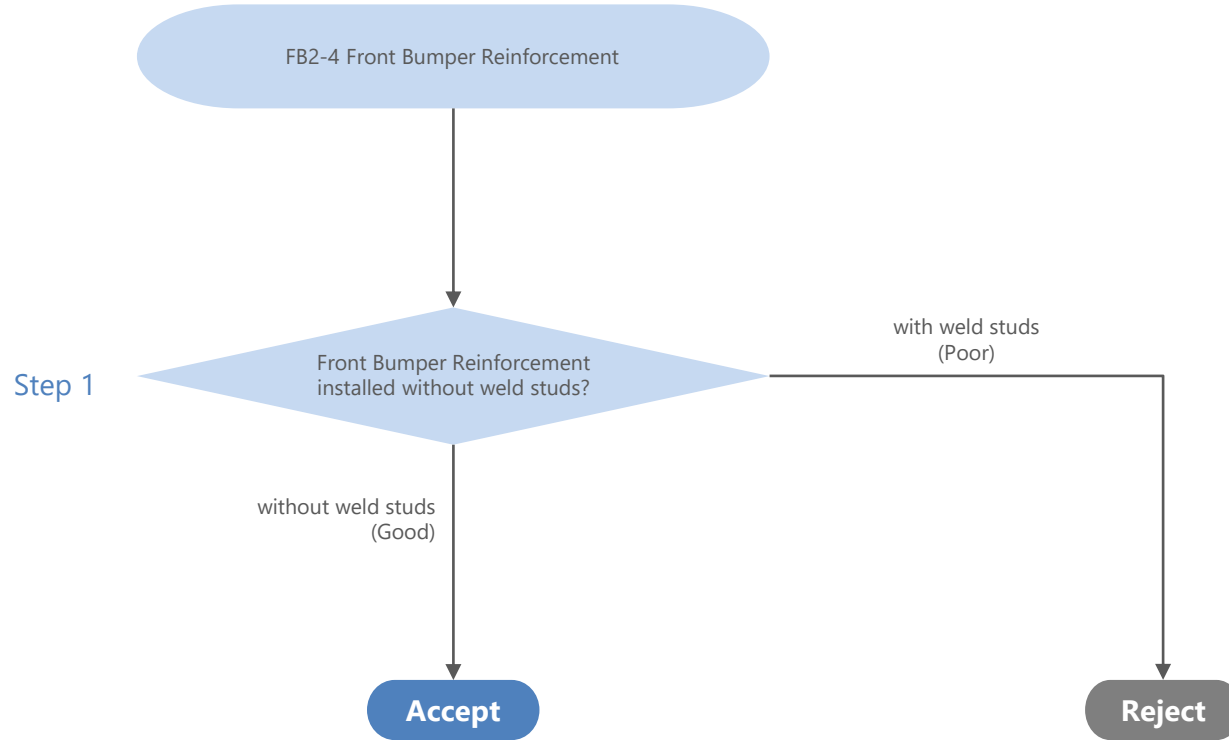 FB2-4 Front Bumper Reinforcement
with weld studs
(Poor)
Front Bumper Reinforcement
installed without weld studs?
Step 1
without weld studs
(Good)
Accept
Reject